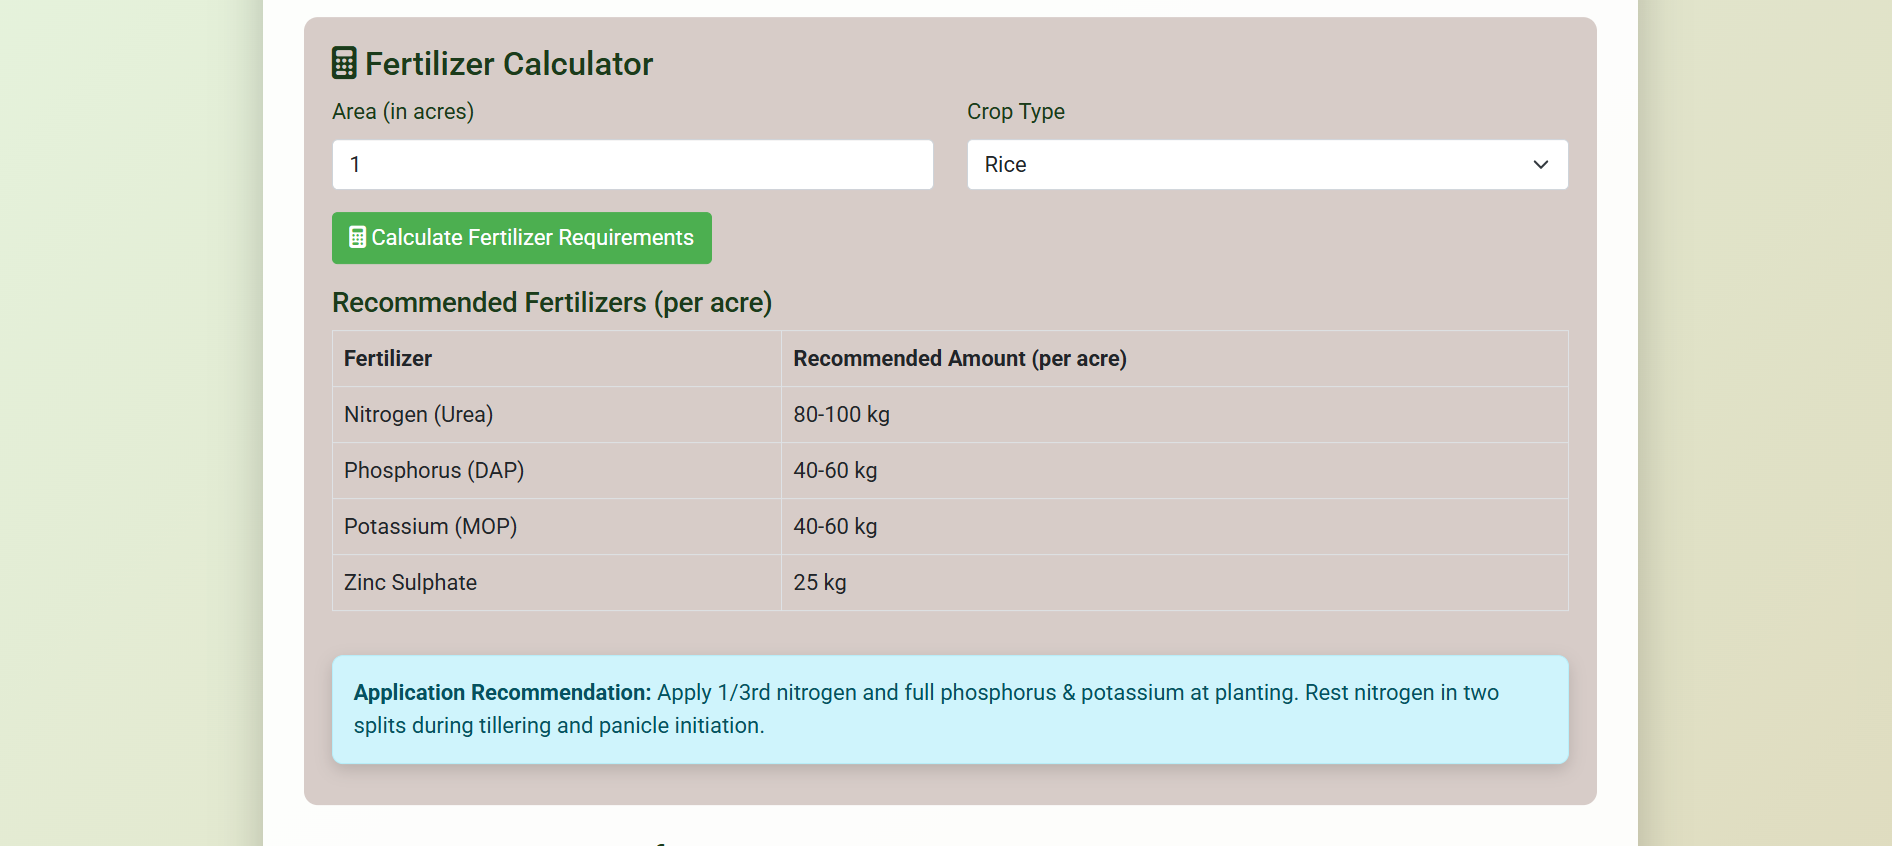 Fertilizer Calculator
Area (in acres)
Crop Type
1
Rice
Calculate Fertilizer Requirements
Recommended Fertilizers (per acre)
Fertilizer
Recommended Amount (per acre)
Nitrogen (Urea)
80-100 kg
Phosphorus (DAP)
40-60 kg
Potassium (MOP)
40-60 kg
Zinc Sulphate
25 kg
Application Recommendation: Apply 1/3rd nitrogen and full phosphorus & potassium at planting. Rest nitrogen in two
splits during tillering and panicle initiation.